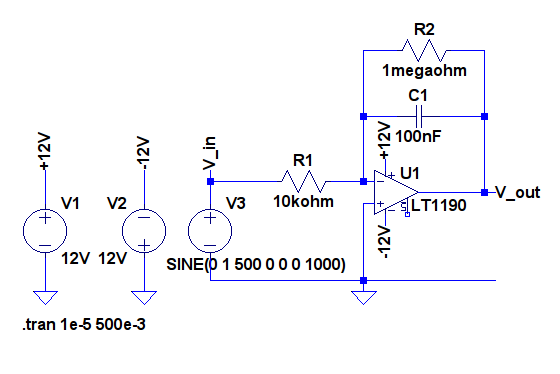 R2
1megaohm
C1
100nF
+12V
-12V
V_in
+12V
R1
10kohm
U1
LT1190
S
V_out
-12V
V1
12V
V2
12V
V3
SINE(0 1 500 0 0 0 1000)
.tran 1e-5 500e-3